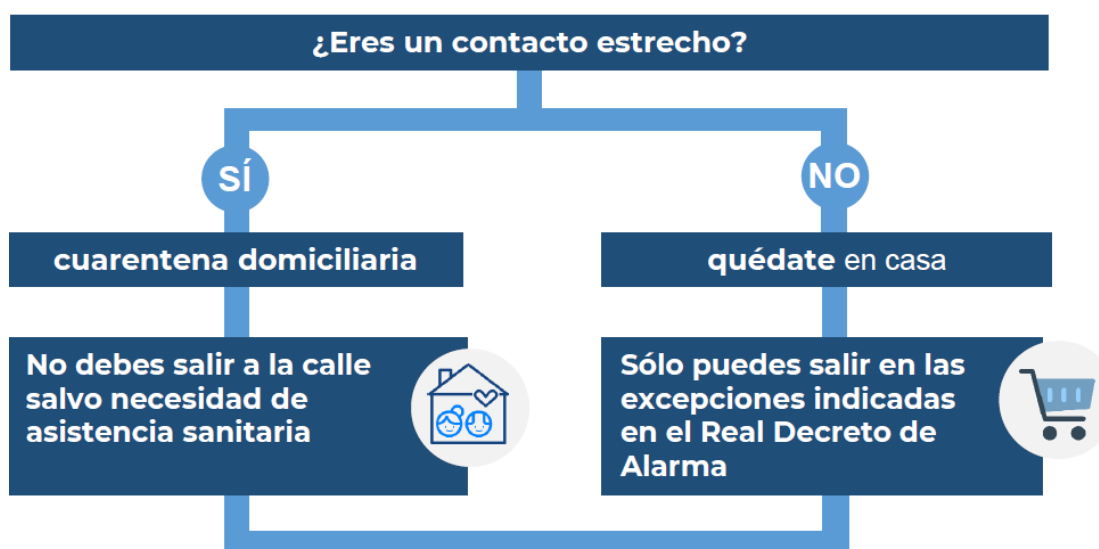 ¿Eres un contacto estrecho?
SÍ
NO
cuarentena domiciliaria
quédate en casa
No debes salir a la calle
salvo necesidad de
asistencia sanitaria
Sólo puedes salir en las
excepciones indicadas
en el Real Decreto de
Alarma